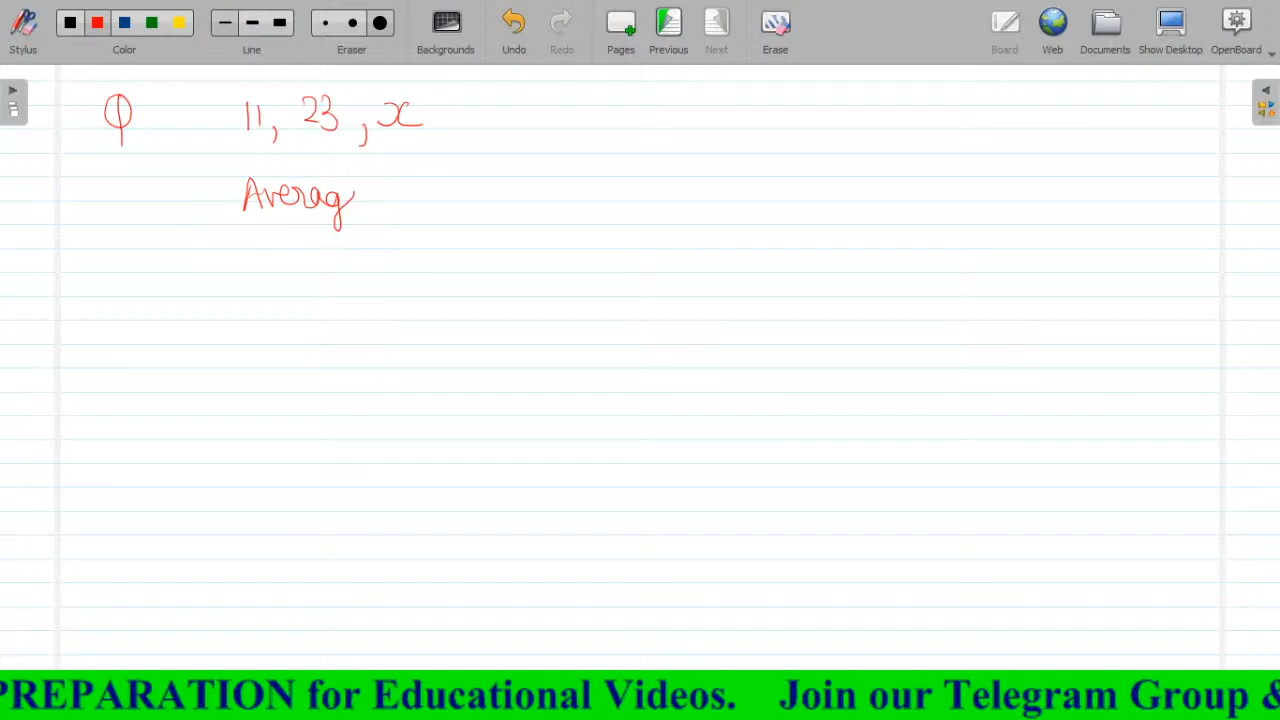 Stylus Color Line Eraser Backgrounds Undo Redo Pages Previous Next Erase Board Web Documents Show Desktop OpenBoard
Q 11, 23, x
Averag
PREPARATION for Educational Videos. Join our Telegram Group &